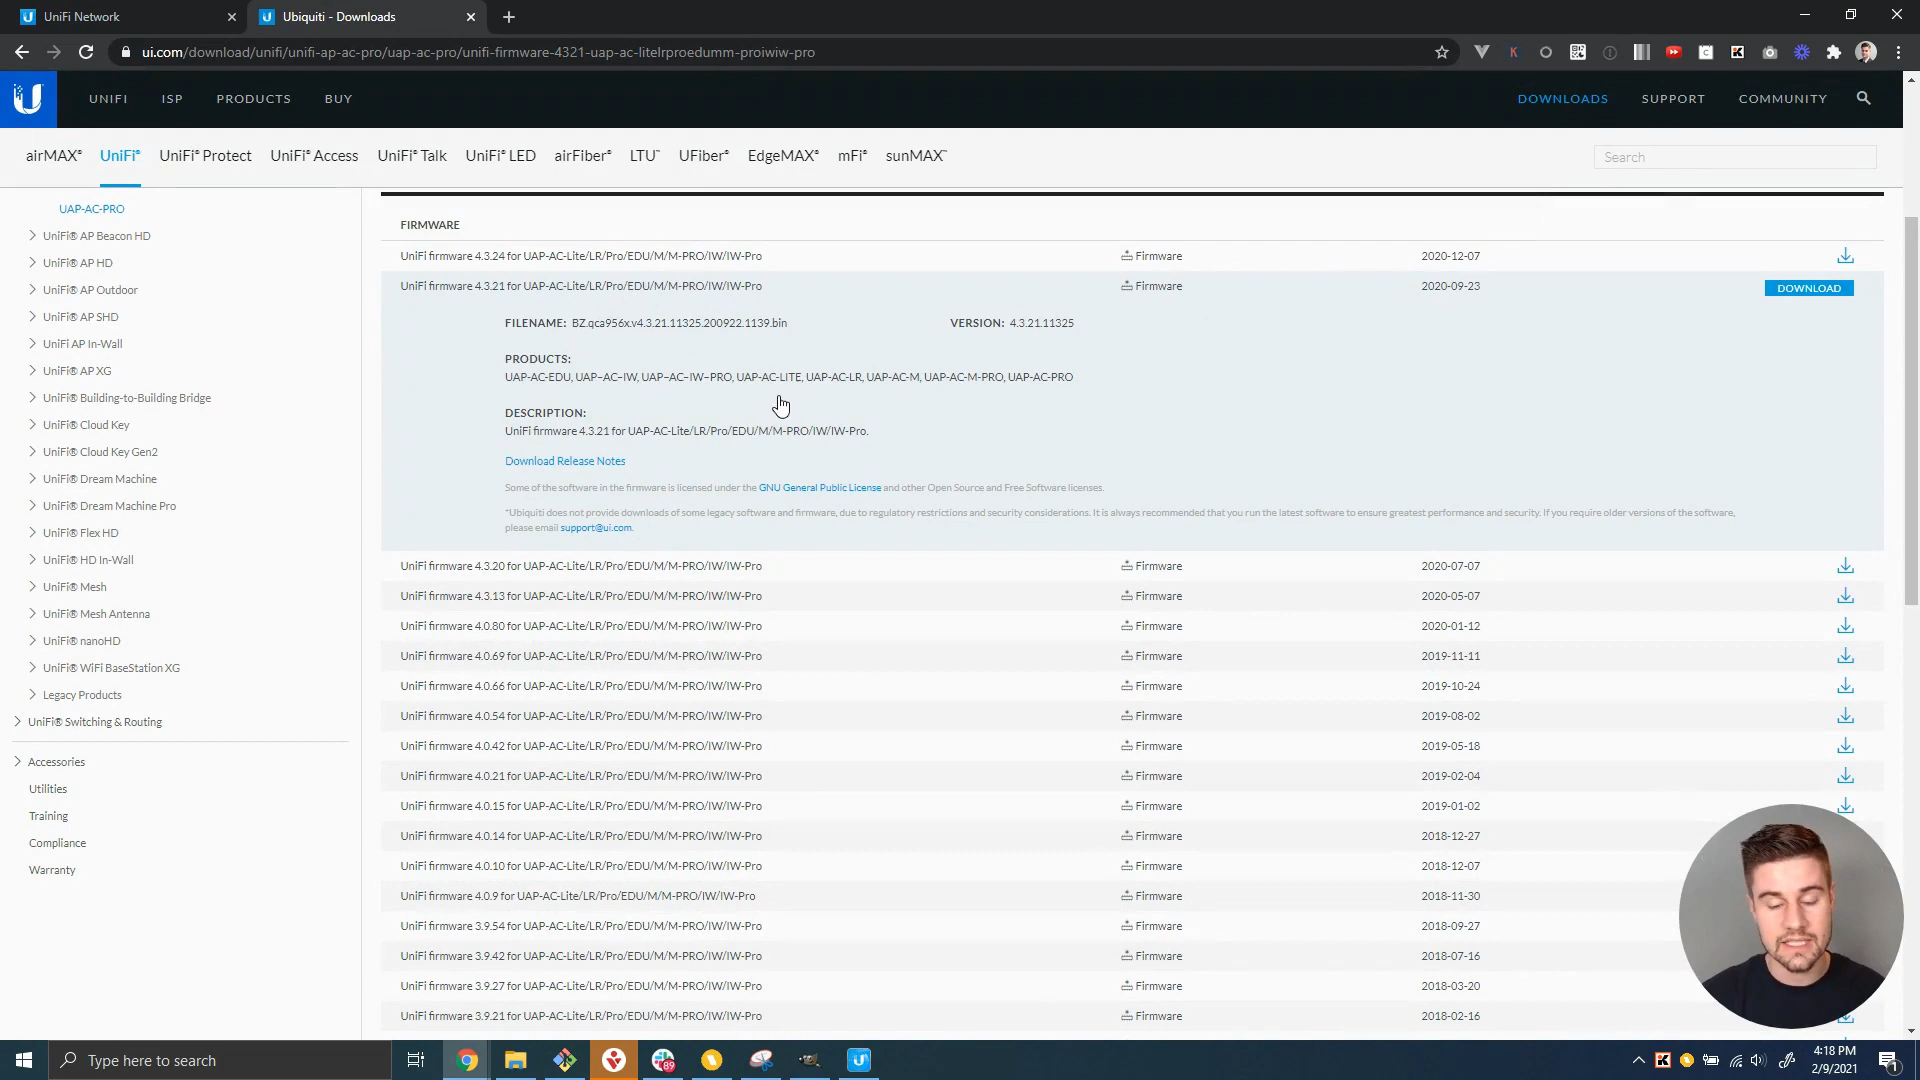 UniFi Network
Ubiquiti - Downloads
ui.com/download/unifi/unifi-ap-ac-pro/uap-ac-pro/unifi-firmware-4321-uap-ac-litelrproedumm-proiwiw-pro
UNIFI ISP PRODUCTS BUY DOWNLOADS SUPPORT COMMUNITY
airMAX® UniFi® UniFi® Protect UniFi® Access UniFi® Talk UniFi® LED airFiber® LTU™ UFiber® EdgeMAX® mFi® sunMAX™ Search
UAP-AC-PRO
UniFi® AP Beacon HD
UniFi® AP HD
UniFi® AP Outdoor
UniFi® AP SHD
UniFi AP In-Wall
UniFi® AP XG
UniFi® Building-to-Building Bridge
UniFi® Cloud Key
UniFi® Cloud Key Gen2
UniFi® Dream Machine
UniFi® Dream Machine Pro
UniFi® Flex HD
UniFi® HD In-Wall
UniFi® Mesh
UniFi® Mesh Antenna
UniFi® nanoHD
UniFi® WiFi BaseStation XG
Legacy Products
UniFi® Switching & Routing
Accessories
Utilities
Training
Compliance
Warranty
FIRMWARE
UniFi firmware 4.3.24 for UAP-AC-Lite/LR/Pro/EDU/M/M-PRO/IW/IW-Pro Firmware 2020-12-07
UniFi firmware 4.3.21 for UAP-AC-Lite/LR/Pro/EDU/M/M-PRO/IW/IW-Pro Firmware 2020-09-23 DOWNLOAD
FILENAME: BZ.qca956x.v4.3.21.11325.200922.1139.bin VERSION: 4.3.21.11325
PRODUCTS:
UAP-AC-EDU, UAP-AC-IW, UAP-AC-IW-PRO, UAP-AC-LITE, UAP-AC-LR, UAP-AC-M, UAP-AC-M-PRO, UAP-AC-PRO
DESCRIPTION:
UniFi firmware 4.3.21 for UAP-AC-Lite/LR/Pro/EDU/M/M-PRO/IW/IW-Pro.
Download Release Notes
Some of the software in the firmware is licensed under the GNU General Public License and other Open Source and Free Software licenses.
*Ubiquiti does not provide downloads of some legacy software and firmware, due to regulatory restrictions and security considerations. It is always recommended that you run the latest software to ensure greatest performance and security. If you require older versions of the software,
please email support@ui.com.
UniFi firmware 4.3.20 for UAP-AC-Lite/LR/Pro/EDU/M/M-PRO/IW/IW-Pro Firmware 2020-07-07
UniFi firmware 4.3.13 for UAP-AC-Lite/LR/Pro/EDU/M/M-PRO/IW/IW-Pro Firmware 2020-05-07
UniFi firmware 4.0.80 for UAP-AC-Lite/LR/Pro/EDU/M/M-PRO/IW/IW-Pro Firmware 2020-01-12
UniFi firmware 4.0.69 for UAP-AC-Lite/LR/Pro/EDU/M/M-PRO/IW/IW-Pro Firmware 2019-11-11
UniFi firmware 4.0.66 for UAP-AC-Lite/LR/Pro/EDU/M/M-PRO/IW/IW-Pro Firmware 2019-10-24
UniFi firmware 4.0.54 for UAP-AC-Lite/LR/Pro/EDU/M/M-PRO/IW/IW-Pro Firmware 2019-08-02
UniFi firmware 4.0.42 for UAP-AC-Lite/LR/Pro/EDU/M/M-PRO/IW/IW-Pro Firmware 2019-05-18
UniFi firmware 4.0.21 for UAP-AC-Lite/LR/Pro/EDU/M/M-PRO/IW/IW-Pro Firmware 2019-02-04
UniFi firmware 4.0.15 for UAP-AC-Lite/LR/Pro/EDU/M/M-PRO/IW/IW-Pro Firmware 2019-01-02
UniFi firmware 4.0.14 for UAP-AC-Lite/LR/Pro/EDU/M/M-PRO/IW/IW-Pro Firmware 2018-12-27
UniFi firmware 4.0.10 for UAP-AC-Lite/LR/Pro/EDU/M/M-PRO/IW/IW-Pro Firmware 2018-12-07
UniFi firmware 4.0.9 for UAP-AC-Lite/LR/Pro/EDU/M/M-PRO/IW/IW-Pro Firmware 2018-11-30
UniFi firmware 3.9.54 for UAP-AC-Lite/LR/Pro/EDU/M/M-PRO/IW/IW-Pro Firmware 2018-09-27
UniFi firmware 3.9.42 for UAP-AC-Lite/LR/Pro/EDU/M/M-PRO/IW/IW-Pro Firmware 2018-07-16
UniFi firmware 3.9.27 for UAP-AC-Lite/LR/Pro/EDU/M/M-PRO/IW/IW-Pro Firmware 2018-03-20
UniFi firmware 3.9.21 for UAP-AC-Lite/LR/Pro/EDU/M/M-PRO/IW/IW-Pro Firmware 2018-02-16
Type here to search
89
4:18 PM
2/9/2021
1